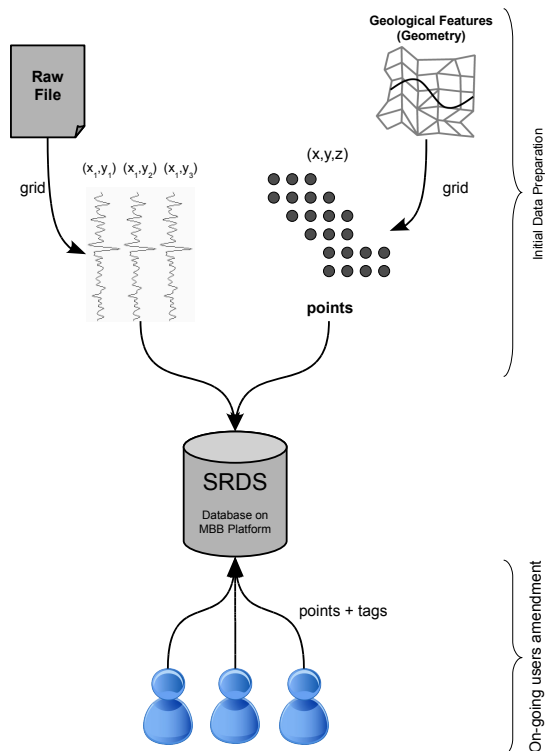 Geological Features
(Geometry)
Raw
File
(x,y,z)
(x₁,y₁) (x₁,y₂) (x₁,y₃)
grid
grid
points
Initial Data Preparation
SRDS
Database on
MBB Platform
points + tags
On-going users amendment